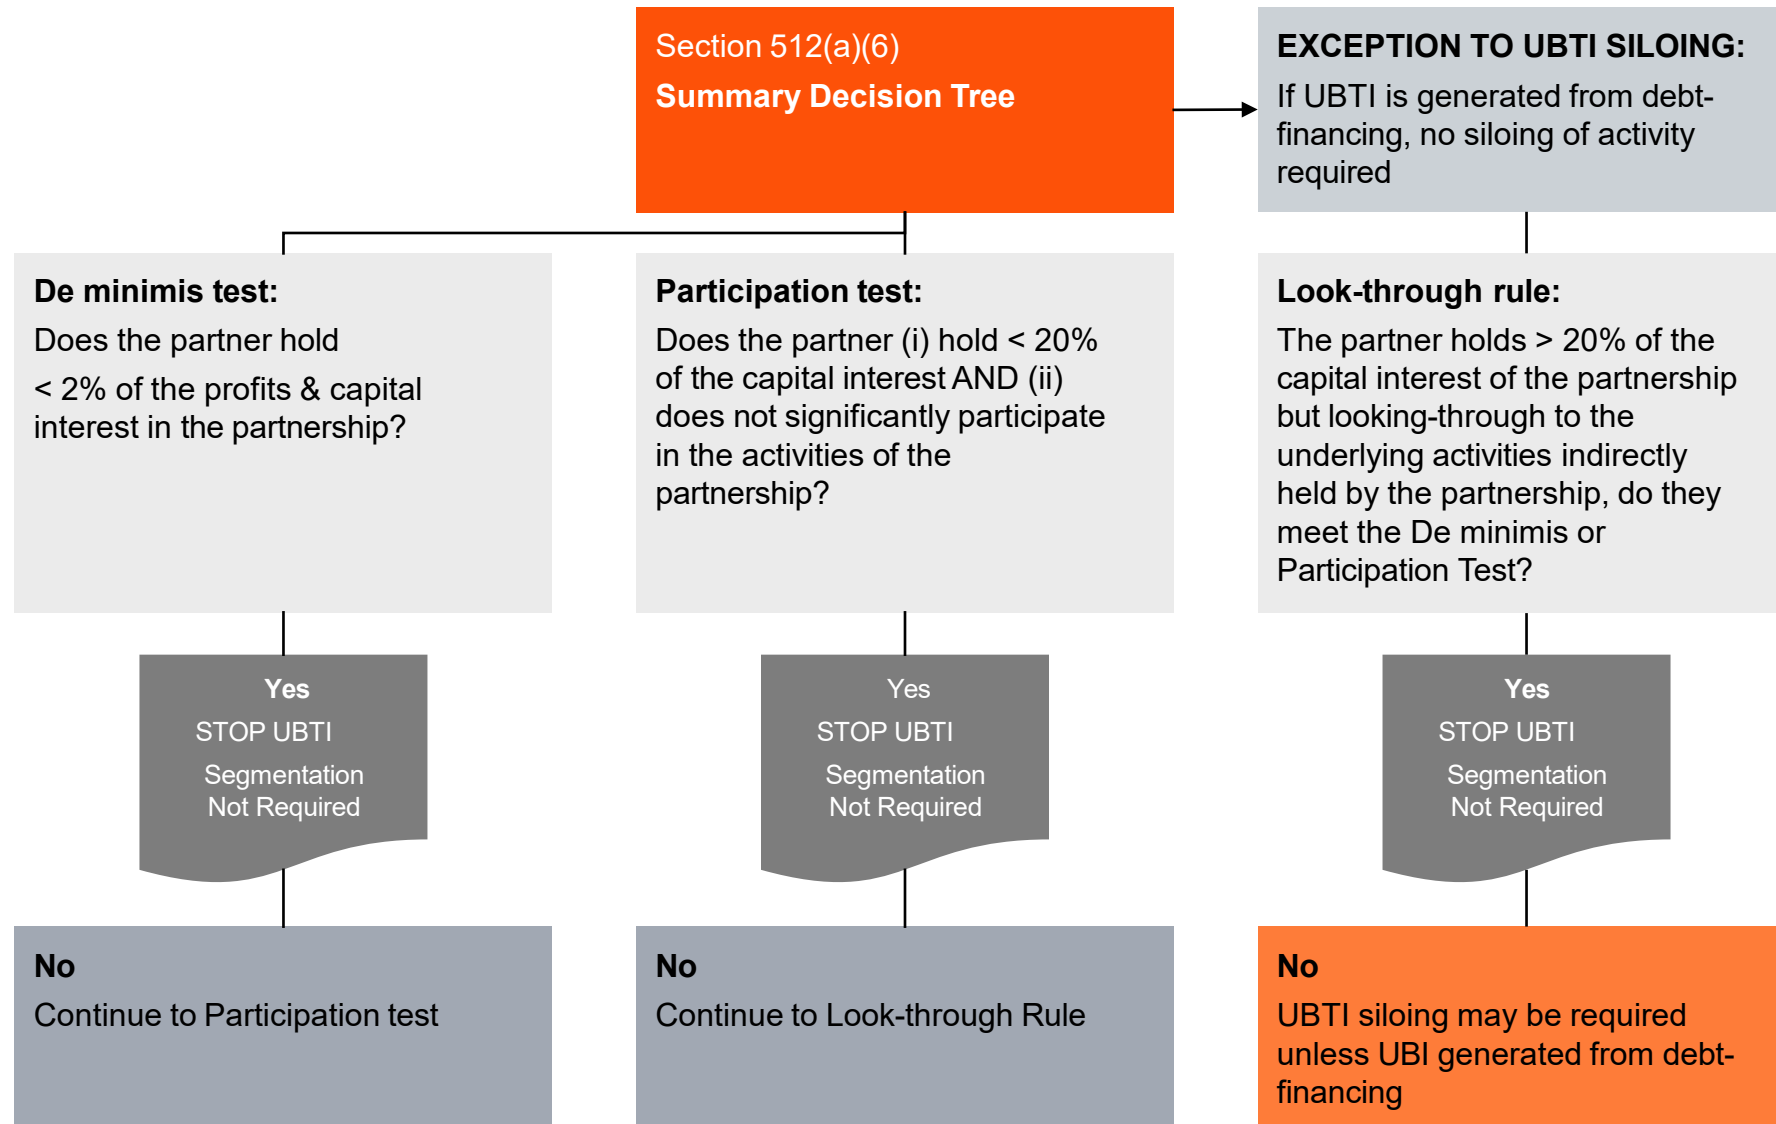 Section 512(a)(6)
Summary Decision Tree
EXCEPTION TO UBTI SILOING:
If UBTI is generated from debt-
financing, no siloing of activity
required
De minimis test:
Does the partner hold
< 2% of the profits & capital
interest in the partnership?
Participation test:
Does the partner (i) hold < 20%
of the capital interest AND (ii)
does not significantly participate
in the activities of the
partnership?
Look-through rule:
The partner holds > 20% of the
capital interest of the partnership
but looking-through to the
underlying activities indirectly
held by the partnership, do they
meet the De minimis or
Participation Test?
Yes
STOP UBTI
Segmentation
Not Required
Yes
STOP UBTI
Segmentation
Not Required
Yes
STOP UBTI
Segmentation
Not Required
No
Continue to Participation test
No
Continue to Look-through Rule
No
UBTI siloing may be required
unless UBI generated from debt-
financing